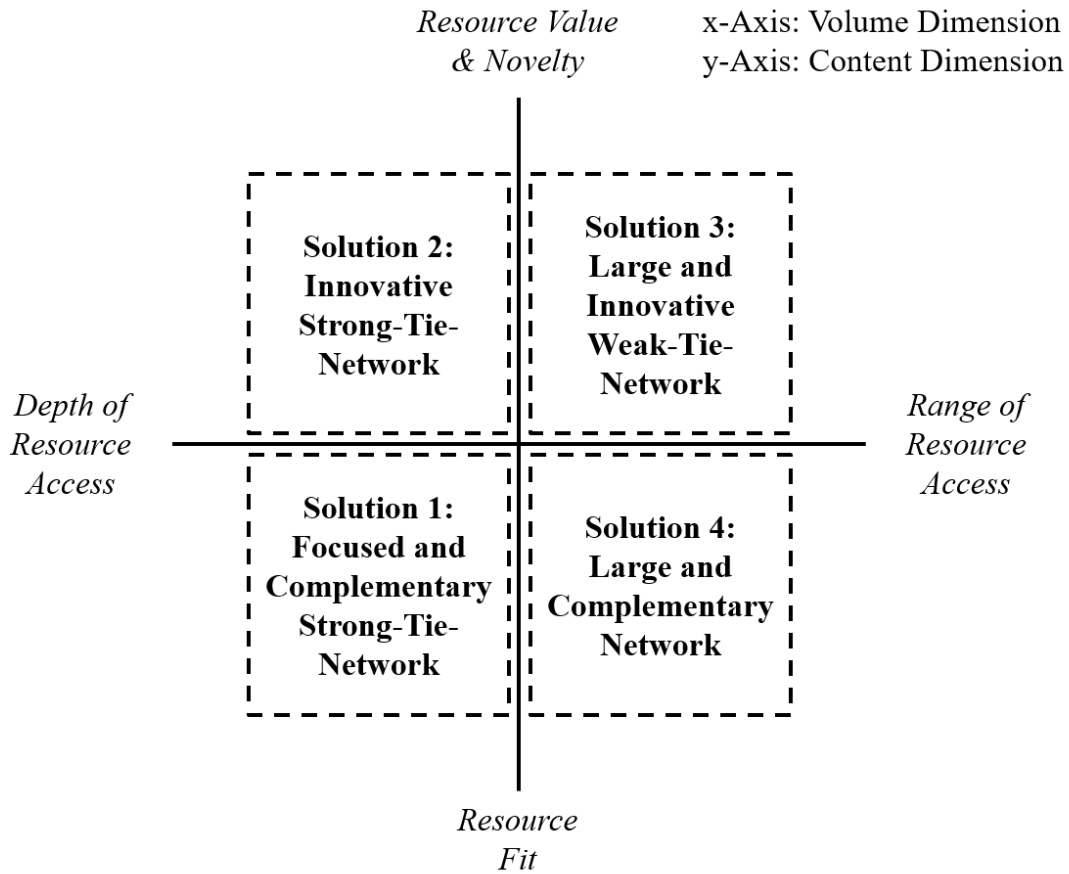 Resource Value
& Novelty
x-Axis: Volume Dimension
y-Axis: Content Dimension
Solution 2:
Innovative
Strong-Tie-
Network
Solution 3:
Large and
Innovative
Weak-Tie-
Network
Depth of
Resource
Access
Range of
Resource
Access
Solution 1:
Focused and
Complementary
Strong-Tie-
Network
Solution 4:
Large and
Complementary
Network
Resource
Fit